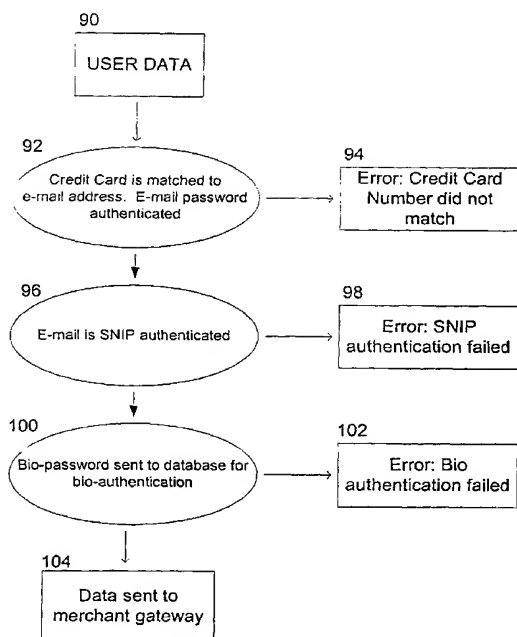 90
USER DATA
92
Credit Card is matched to
e-mail address. E-mail password
authenticated
94
Error: Credit Card
Number did not
match
96
E-mail is SNIP authenticated
98
Error: SNIP
authentication failed
100
Bio-password sent to database for
bio-authentication
102
Error: Bio
authentication failed
104
Data sent to
merchant gateway